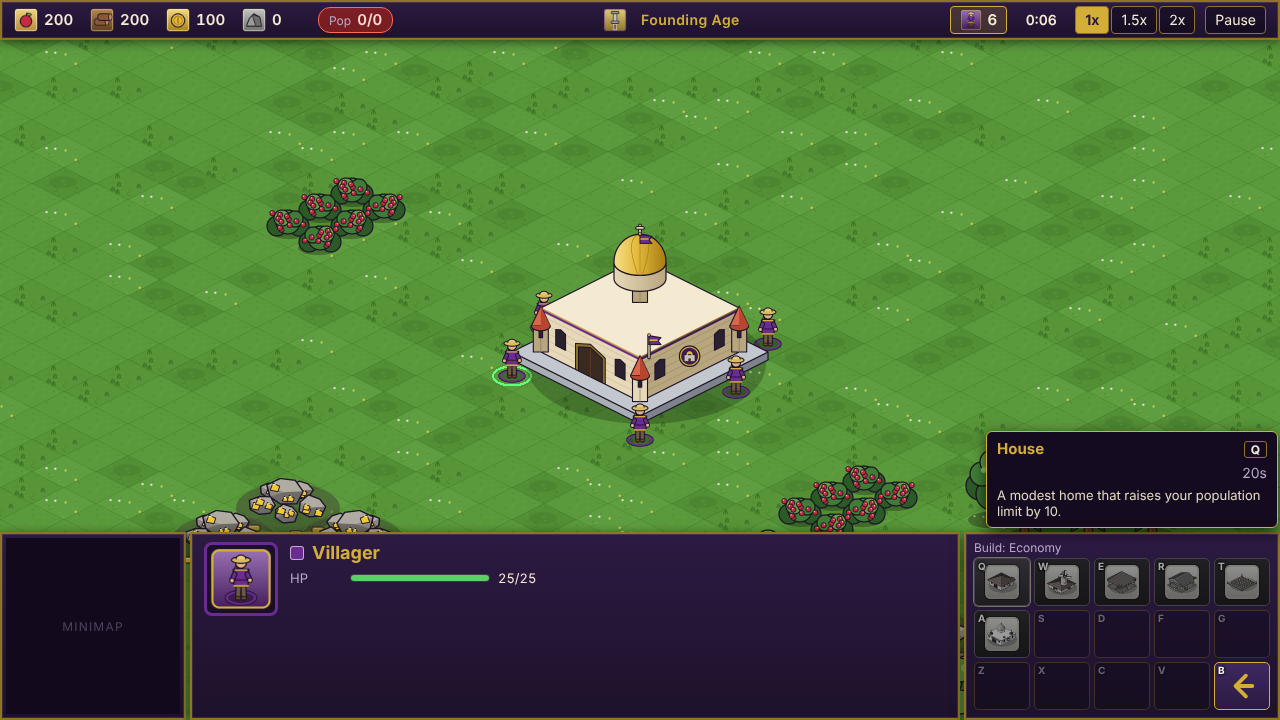 200 200 100 0 Pop 0/0 Founding Age 6 0:06 1x 1.5x 2x Pause
House Q
20s
A modest home that raises your population
limit by 10.
MINIMAP
Villager
HP 25/25
Build: Economy
Q W E R T
A S D F G
Z X C V B